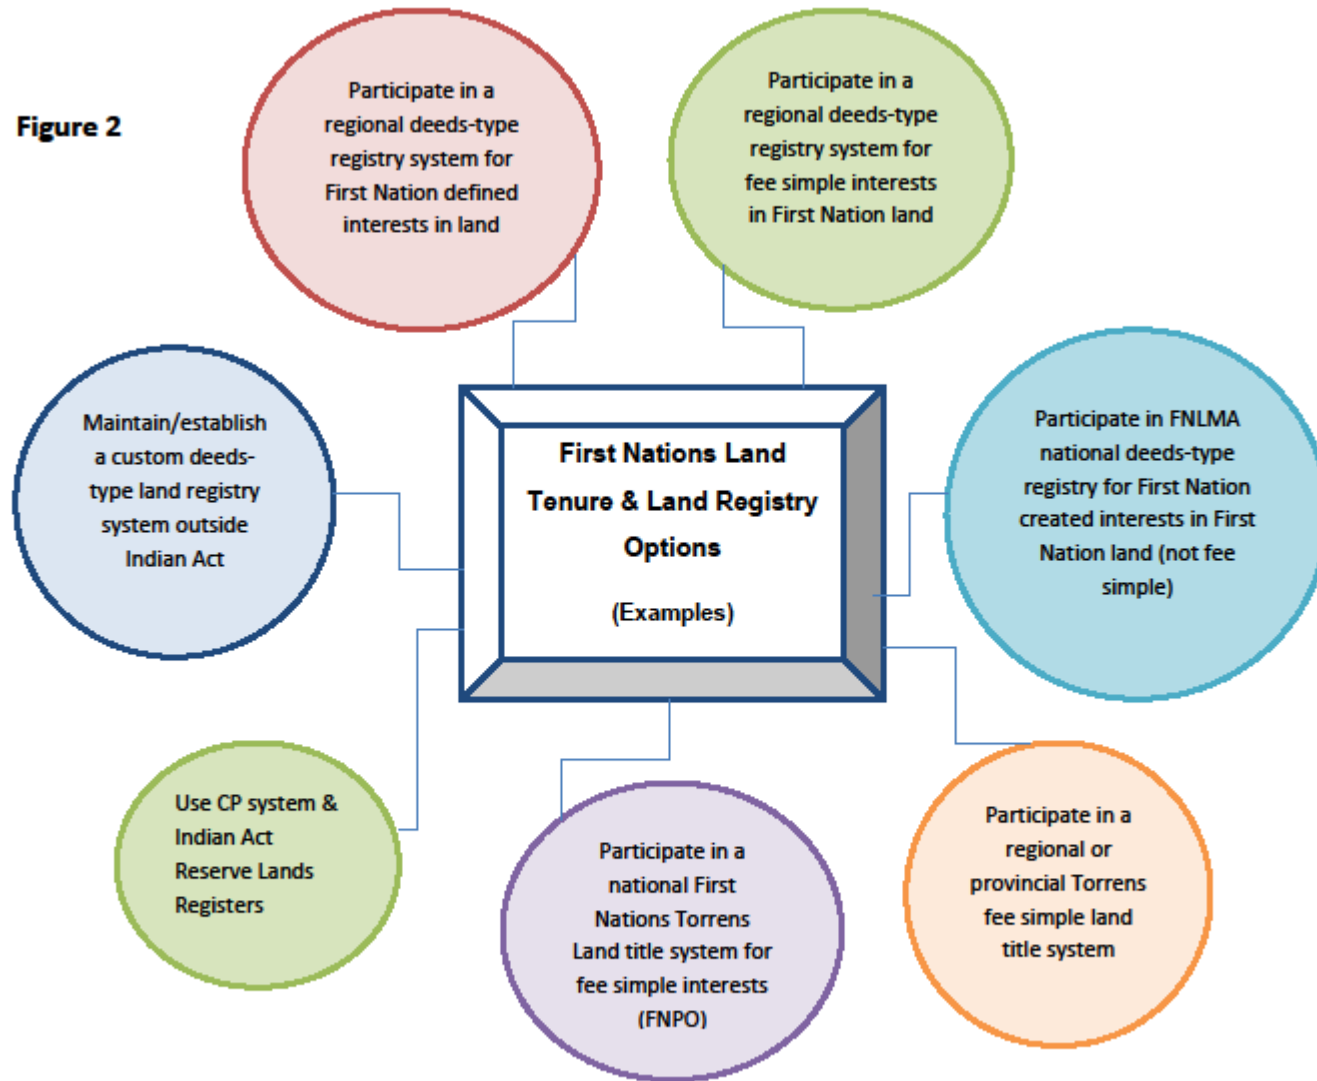 Figure 2
Participate in a
regional deeds-type
registry system for
First Nation defined
interests in land
Participate in a
regional deeds-type
registry system for
fee simple interests
in First Nation land
Maintain/establish
a custom deeds-
type land registry
system outside
Indian Act
First Nations Land
Tenure & Land Registry
Options
(Examples)
Participate in FNLMA
national deeds-type
registry for First Nation
created interests in First
Nation land (not fee
simple)
Use CP system &
Indian Act
Reserve Lands
Registers
Participate in a
national First
Nations Torrens
Land title system for
fee simple interests
(FNPO)
Participate in a
regional or
provincial Torrens
fee simple land
title system